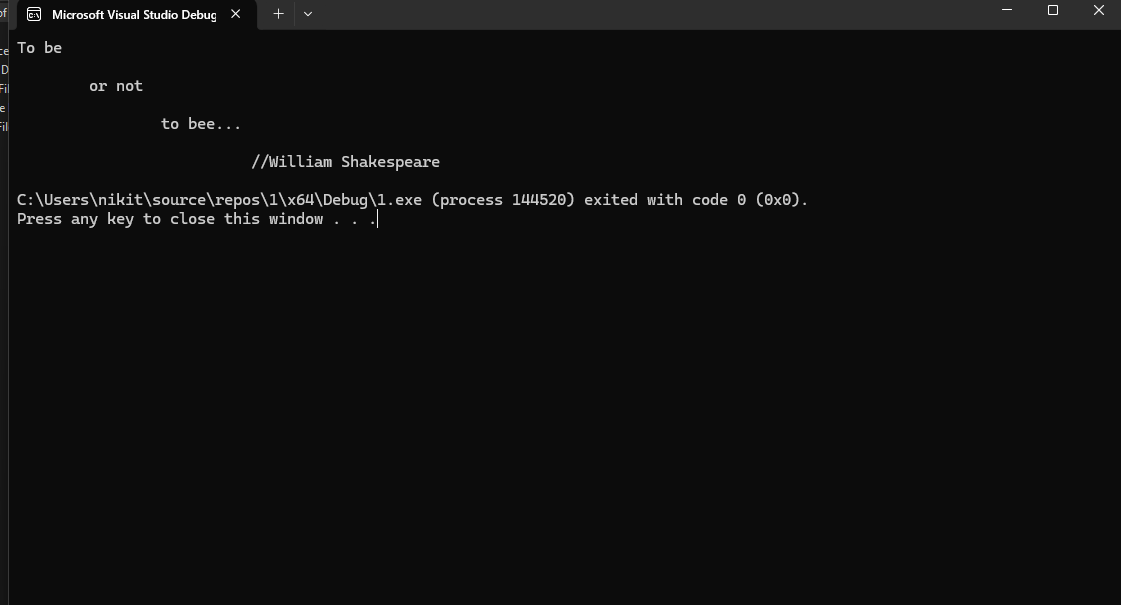 Microsoft Visual Studio Debug
To be
or not
to bee...
//William Shakespeare
C:\Users\nikit\source\repos\1\x64\Debug\1.exe (process 144520) exited with code 0 (0x0).
Press any key to close this window . . .